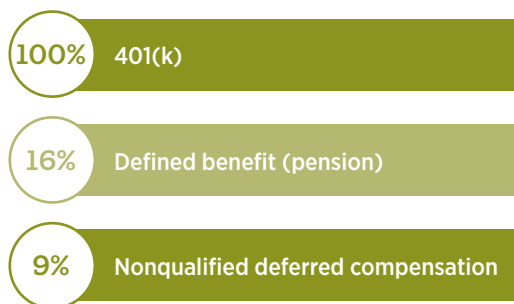 100% 401(k)
16% Defined benefit (pension)
9% Nonqualified deferred compensation